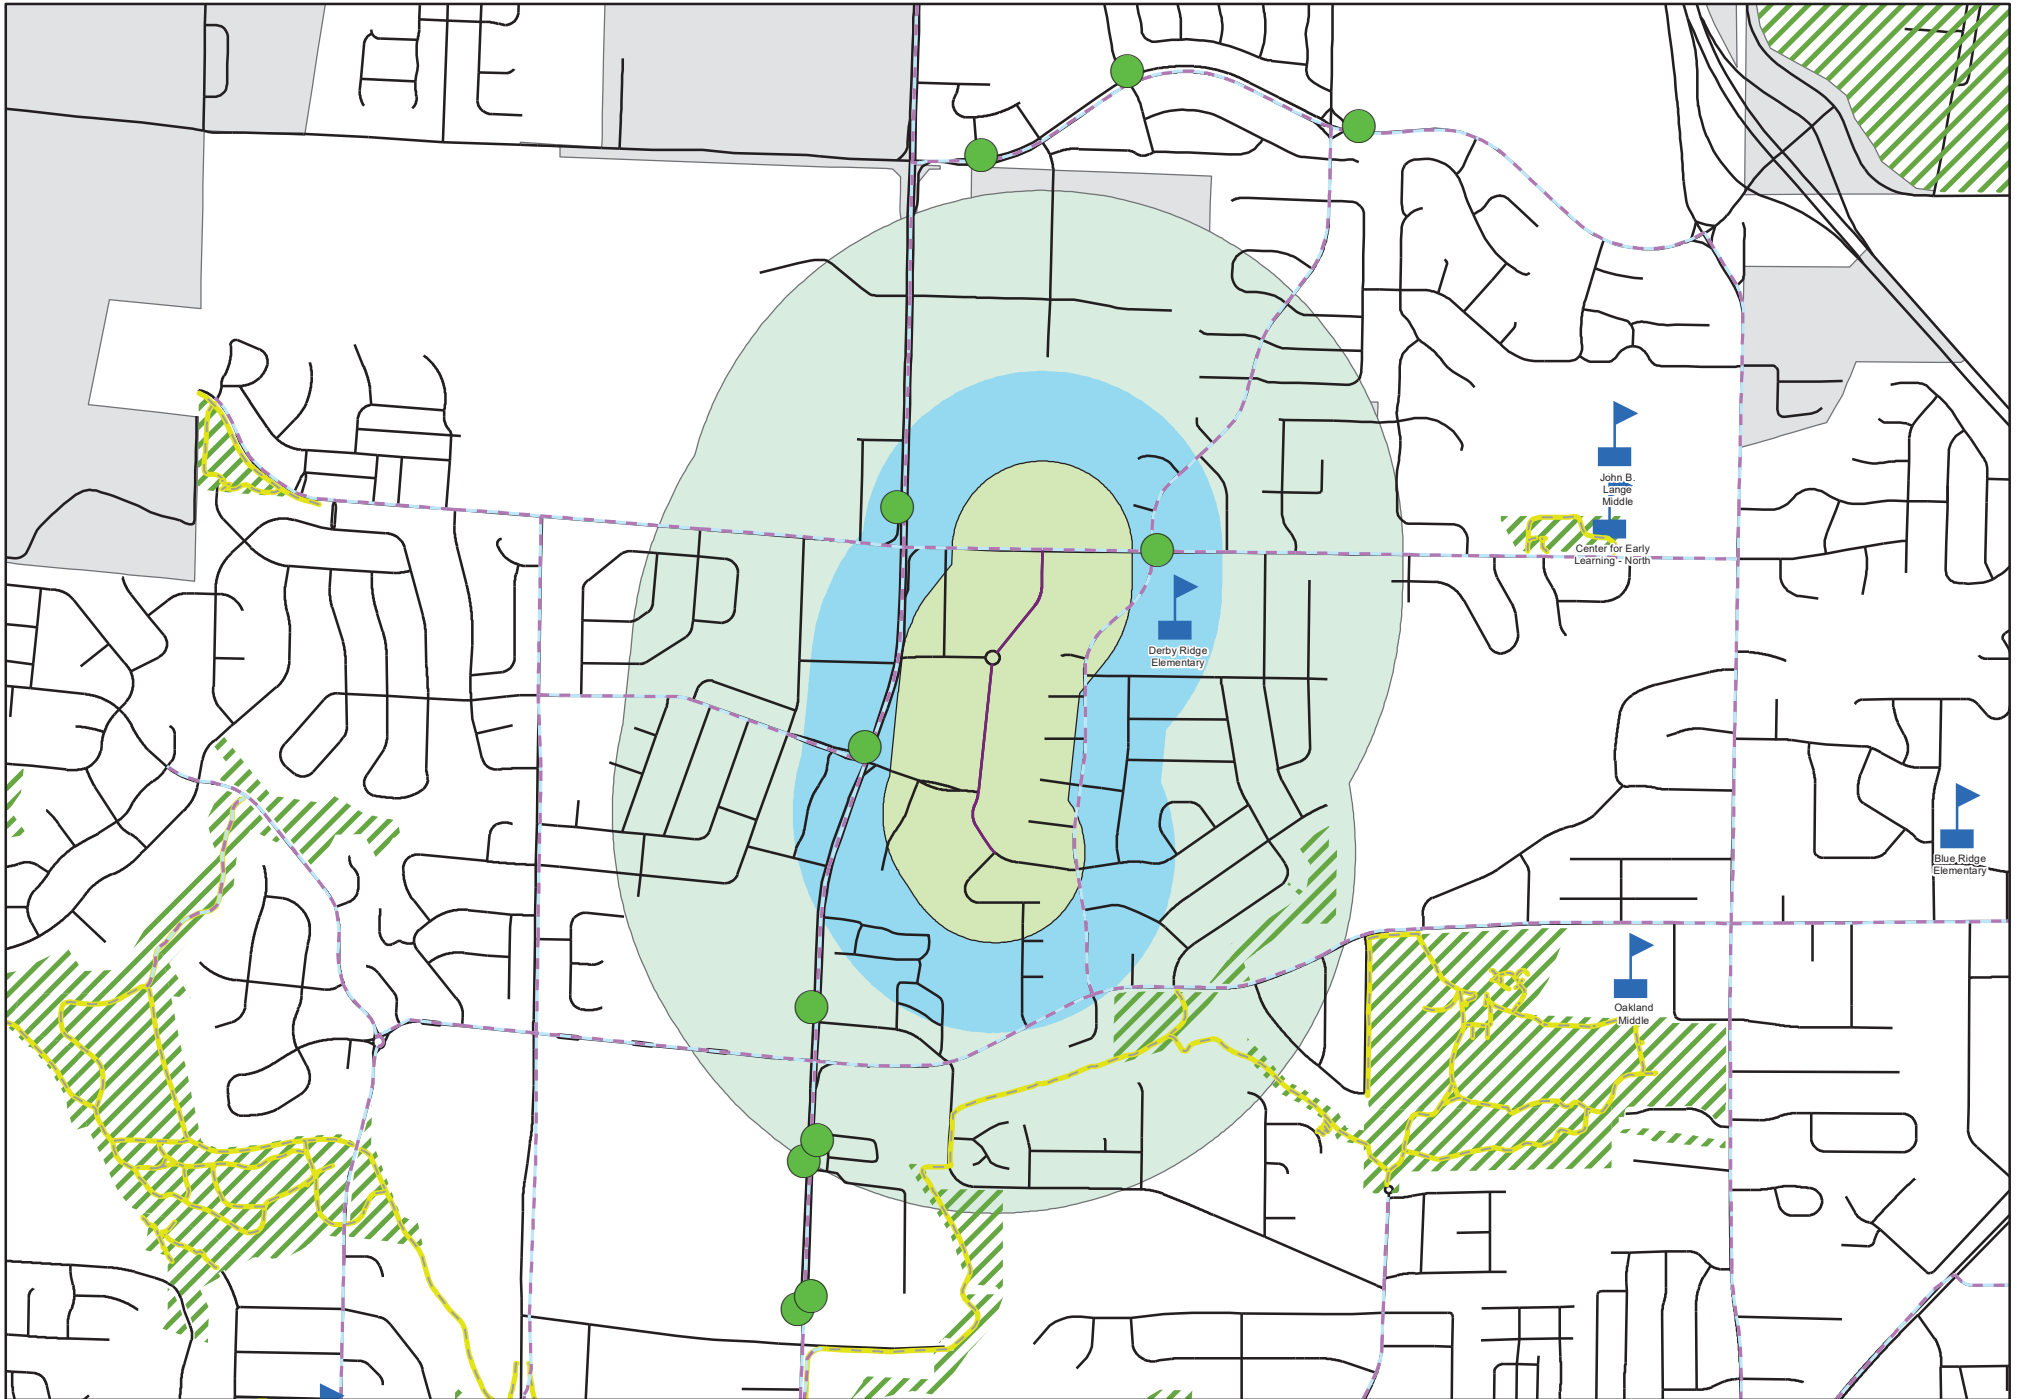 John B.
Lange
Middle
Center for Early
Learning - North
Derby Ridge
Elementary
Blue Ridge
Elementary
Oakland
Middle